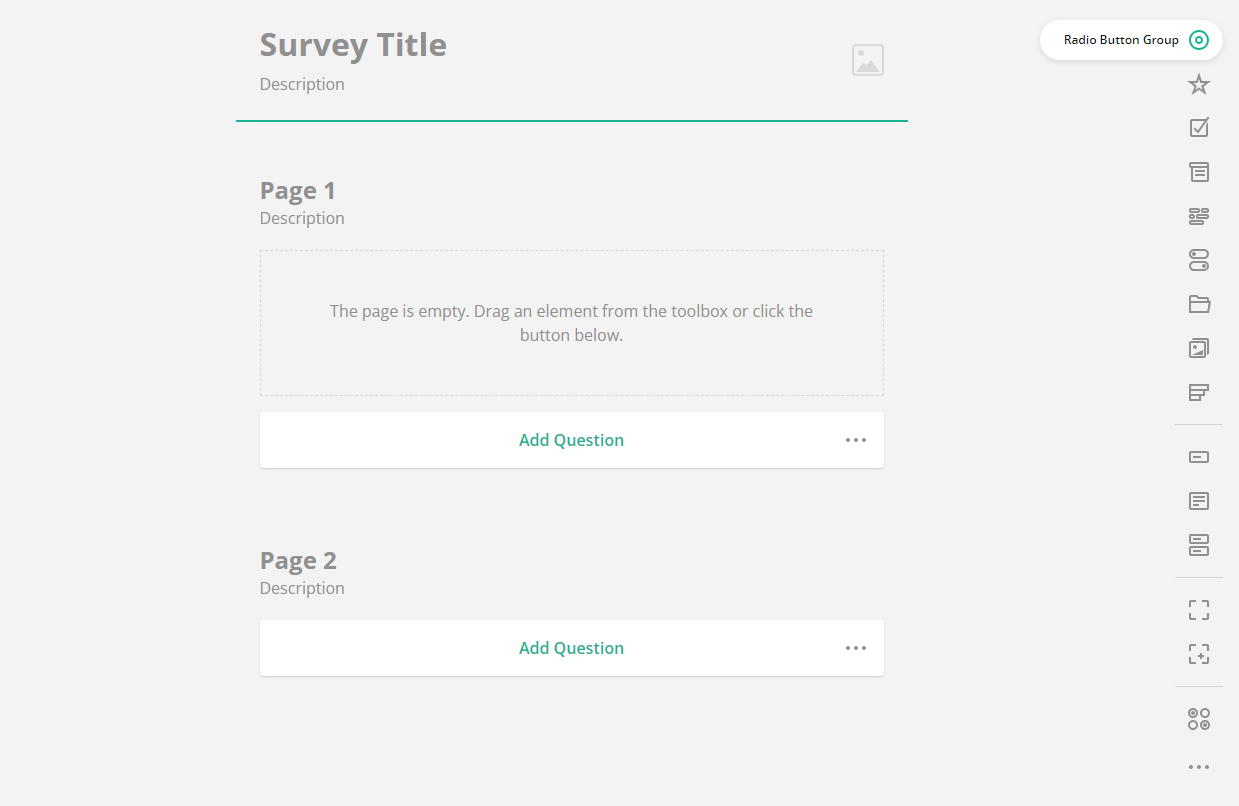 Survey Title
Description
Radio Button Group
Page 1
Description
The page is empty. Drag an element from the toolbox or click the
button below.
Add Question
Page 2
Description
Add Question